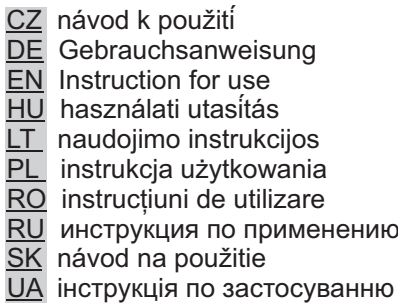 CZ návod k použití
DE Gebrauchsanweisung
EN Instruction for use
HU használati utasítás
LT naudojimo instrukcijos
PL instrukcja użytkowania
RO instrucțiuni de utilizare
RU инструкция по применению
SK návod na použitie
UA інструкція по застосуванню